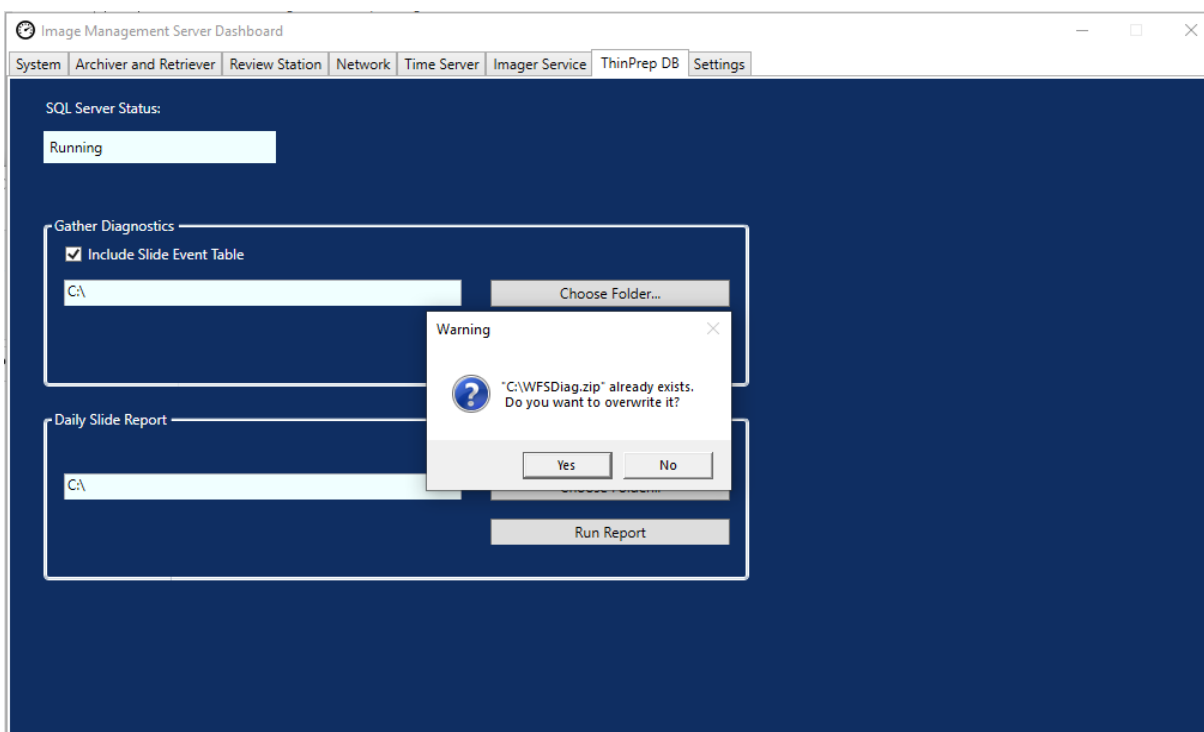 Image Management Server Dashboard
System Archiver and Retriever Review Station Network Time Server Imager Service ThinPrep DB Settings
SQL Server Status:
Running
Gather Diagnostics
Include Slide Event Table
C:\
Choose Folder...
Warning
"C:\WFSDiag.zip" already exists.
Do you want to overwrite it?
Yes No
Daily Slide Report
C:\
Run Report